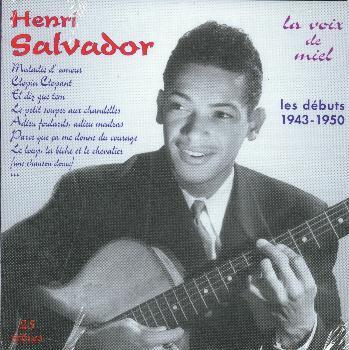 Henri
Salvador
la voix
de
miel
Maladie d'amour
Clopin Clopant
Et dix que tem
Le petit souper aux chandelles
Adieu foulards, adieu madras
Parce que ça me donne du courage
Le loup, la biche et le chevalier
(une chanson douce)
...
les débuts
1943-1950
25
titres